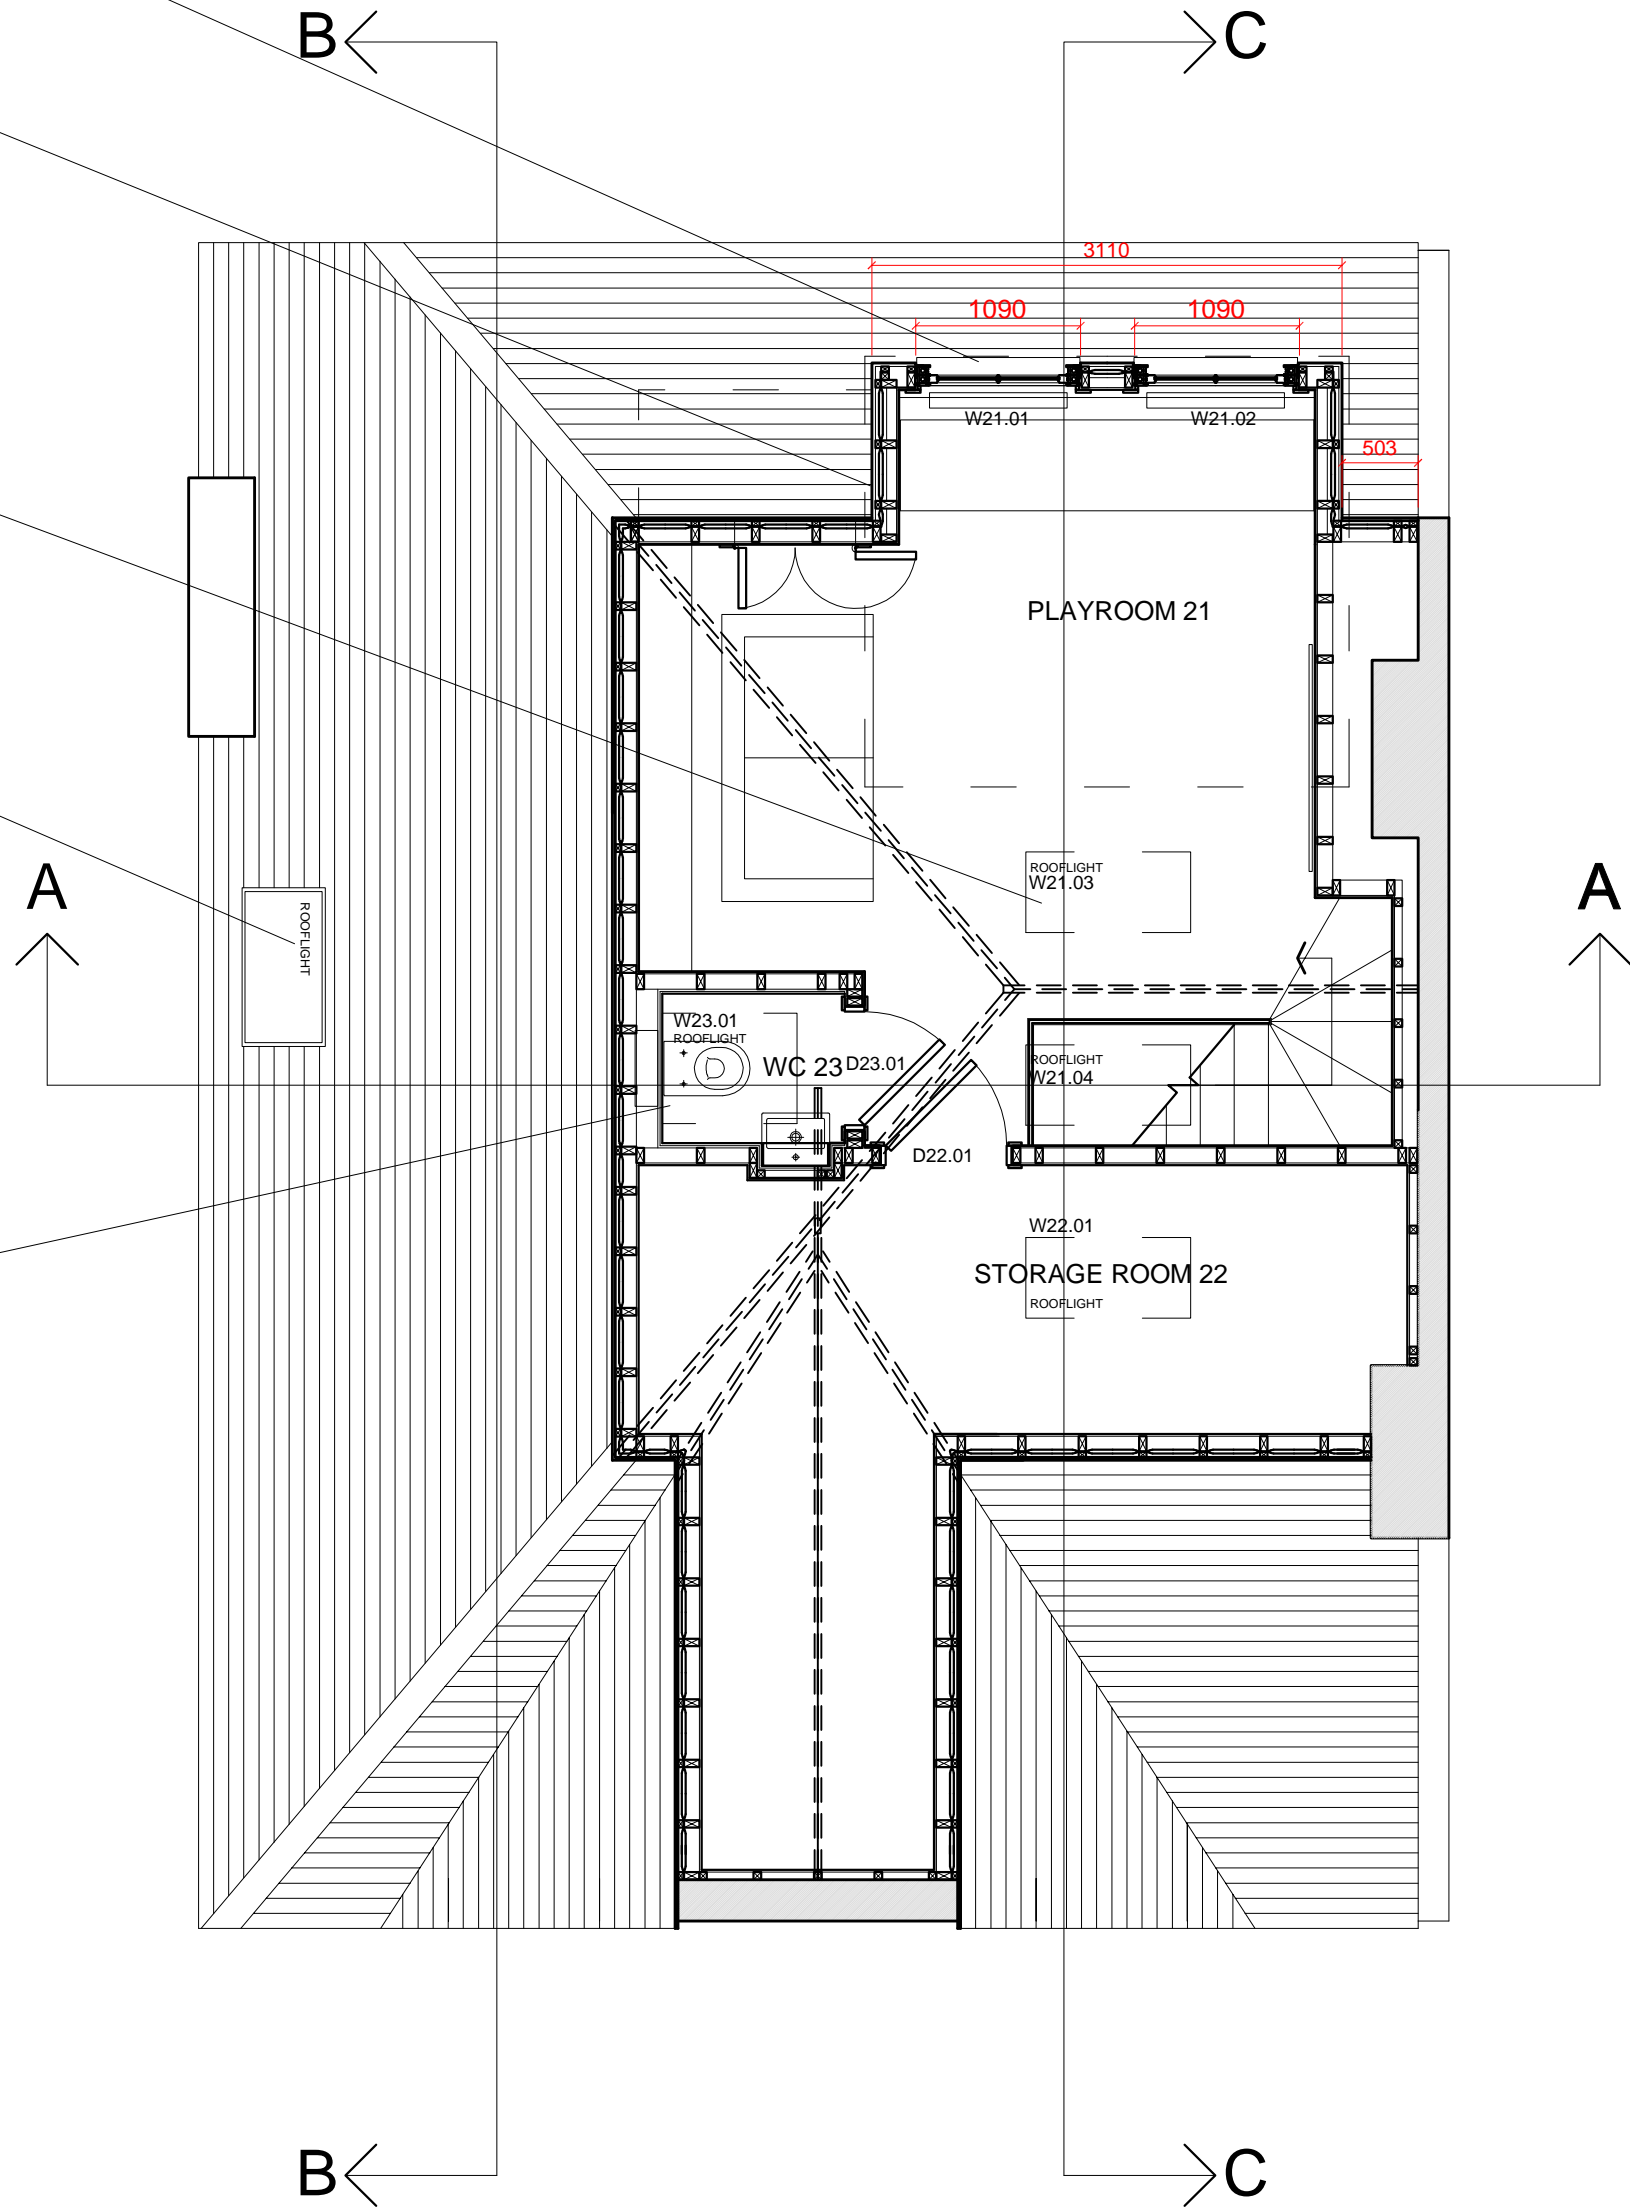 B
C
3110
1090
1090
W21.01
W21.02
503
PLAYROOM 21
ROOFLIGHT
W21.03
A
A
ROOFLIGHT
W23.01
ROOFLIGHT
WC 23
D23.01
ROOFLIGHT
W21.04
D22.01
W22.01
STORAGE ROOM 22
ROOFLIGHT
B
C